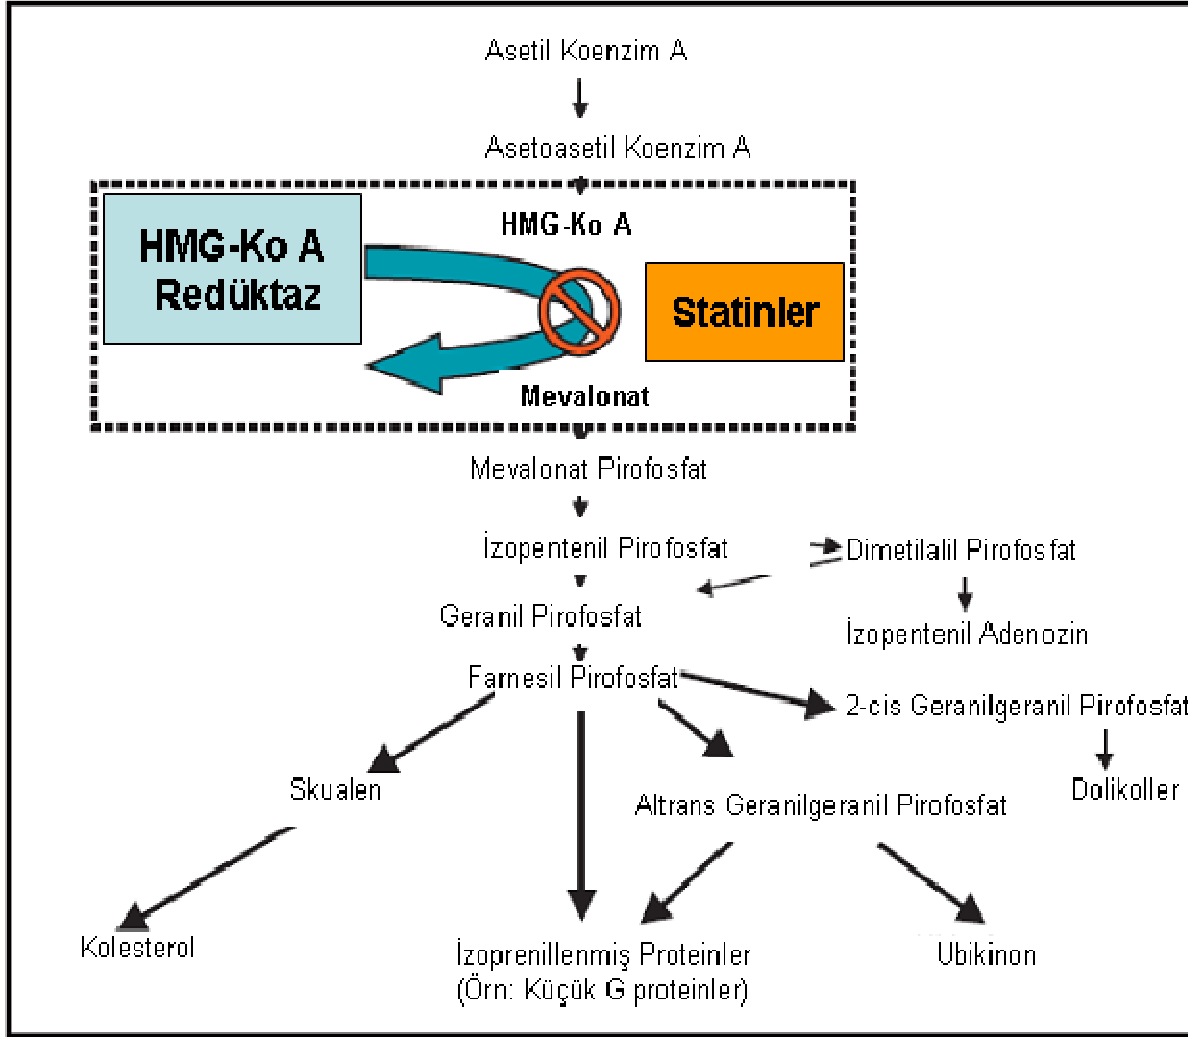 Asetil Koenzim A
Asetoasetil Koenzim A
HMG-Ko A
Redüktaz
HMG-Ko A
Statinler
Mevalonat
Mevalonat Pirofosfat
İzopentenil Pirofosfat
Dimetilalil Pirofosfat
Geranil Pirofosfat
İzopentenil Adenozin
Farnesil Pirofosfat
2-cis Geranilgeranil Pirofosfat
Skualen
Altrans Geranilgeranil Pirofosfat
Dolikoller
Kolesterol
İzoprenillenmiş Proteinler
(Örn: Küçük G proteinler)
Ubikinon